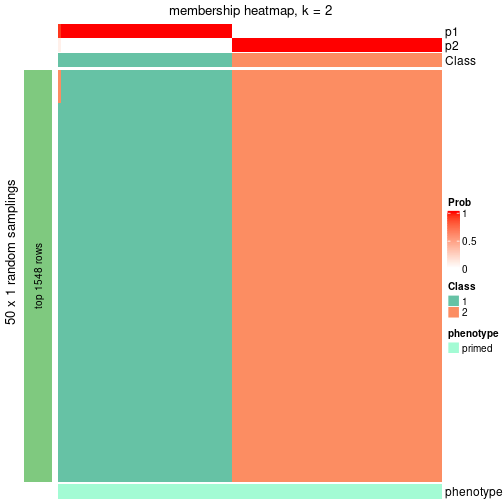 membership heatmap, k = 2
p1
p2
Class
50 x 1 random samplings
top 1548 rows
Prob
1
0.5
0
Class
1
2
phenotype
primed
phenotype